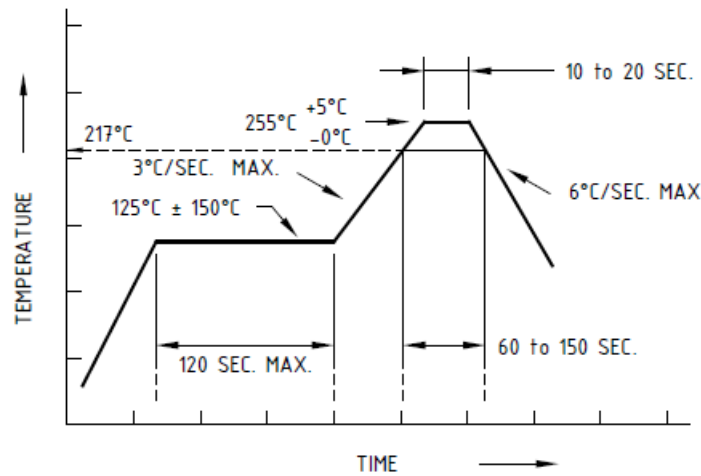 10 to 20 SEC.
+5°C
255°C
-0°C
217°C
3°C/SEC. MAX.
6°C/SEC. MAX
125°C ± 150°C
TEMPERATURE
120 SEC. MAX.
60 to 150 SEC.
TIME